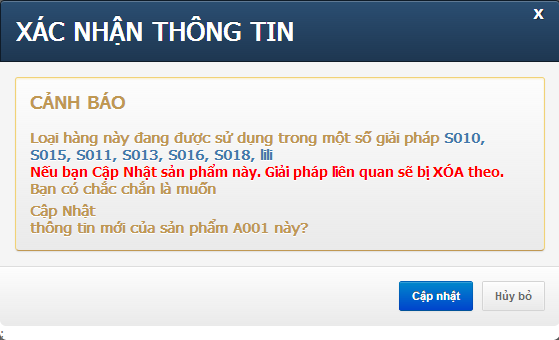 x
XÁC NHẬN THÔNG TIN
CẢNH BÁO
Loại hàng này đang được sử dụng trong một số giải pháp S010,
S015, S011, S013, S016, S018, lili
Nếu bạn Cập Nhật sản phẩm này. Giải pháp liên quan sẽ bị XÓA theo.
Bạn có chắc chắn là muốn
Cập Nhật
thông tin mới của sản phẩm A001 này?
Cập nhật Hủy bỏ